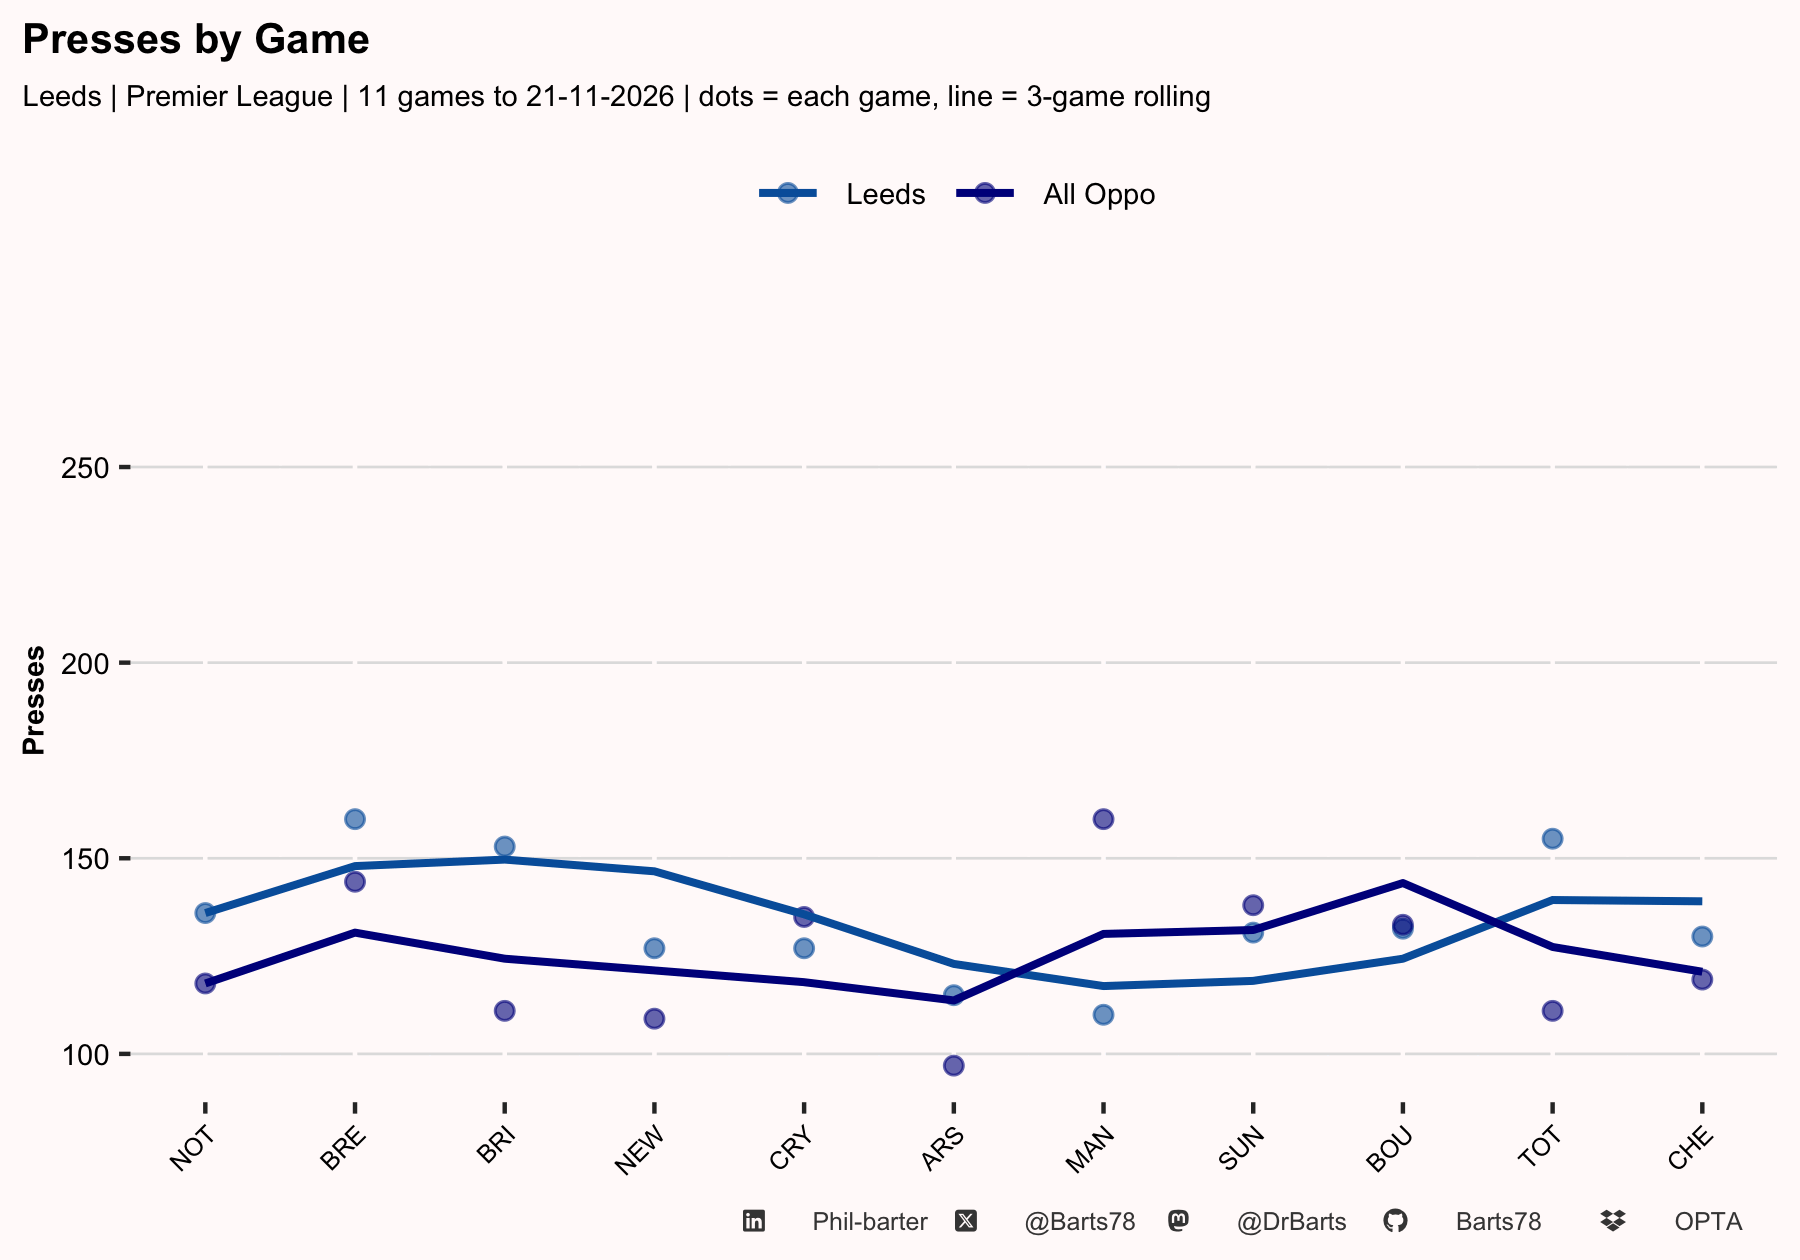 Presses by Game
Leeds | Premier League | 11 games to 21-11-2026 | dots = each game, line = 3-game rolling
Leeds All Oppo
250
200
150
100
Presses
NOT BRE BRI NEW CRY ARS MAN SUN BOU TOT CHE
Phil-barter @Barts78 @DrBarts Barts78 OPTA